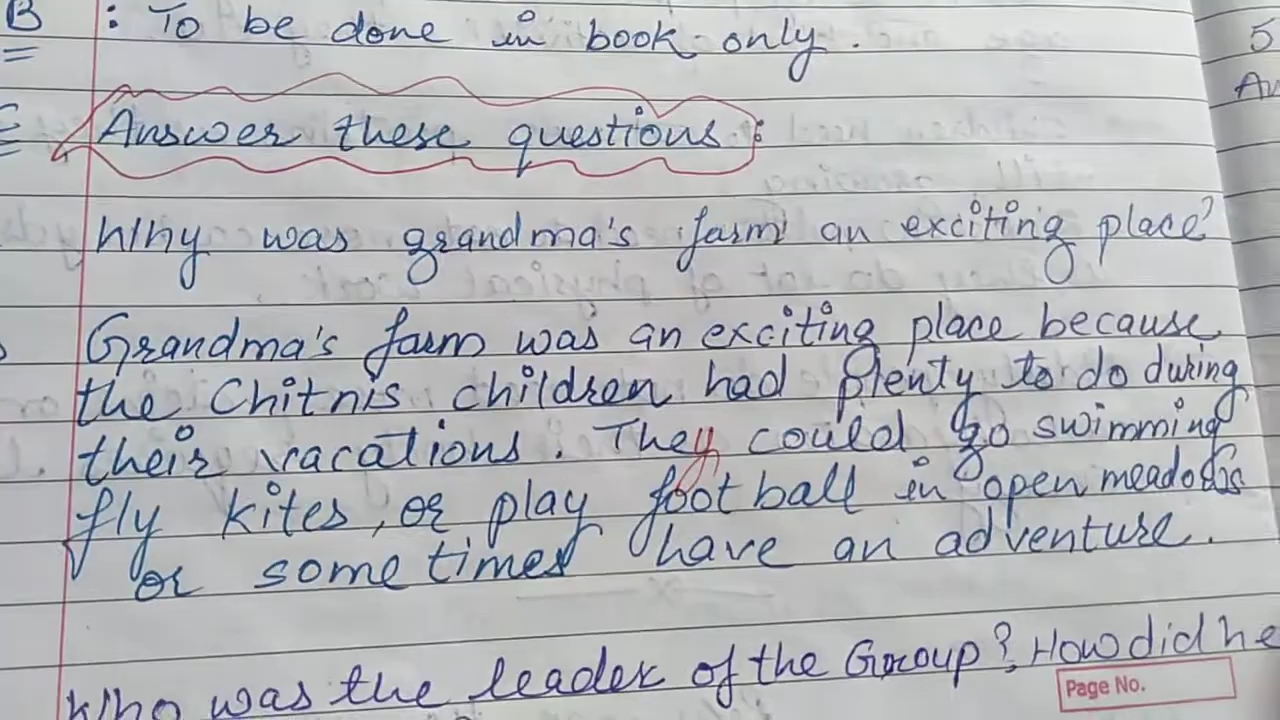 B : To be done in book only.
Answer these questions:
Why was grandma's farm an exciting place?
Grandma's farm was an exciting place because
the Chitnis children had plenty to do during
their vacations. They could go swimming
fly kites, or play football in open meadows
or sometimes have an adventure.
Who was the leader of the Group? How did he
Page No.
5